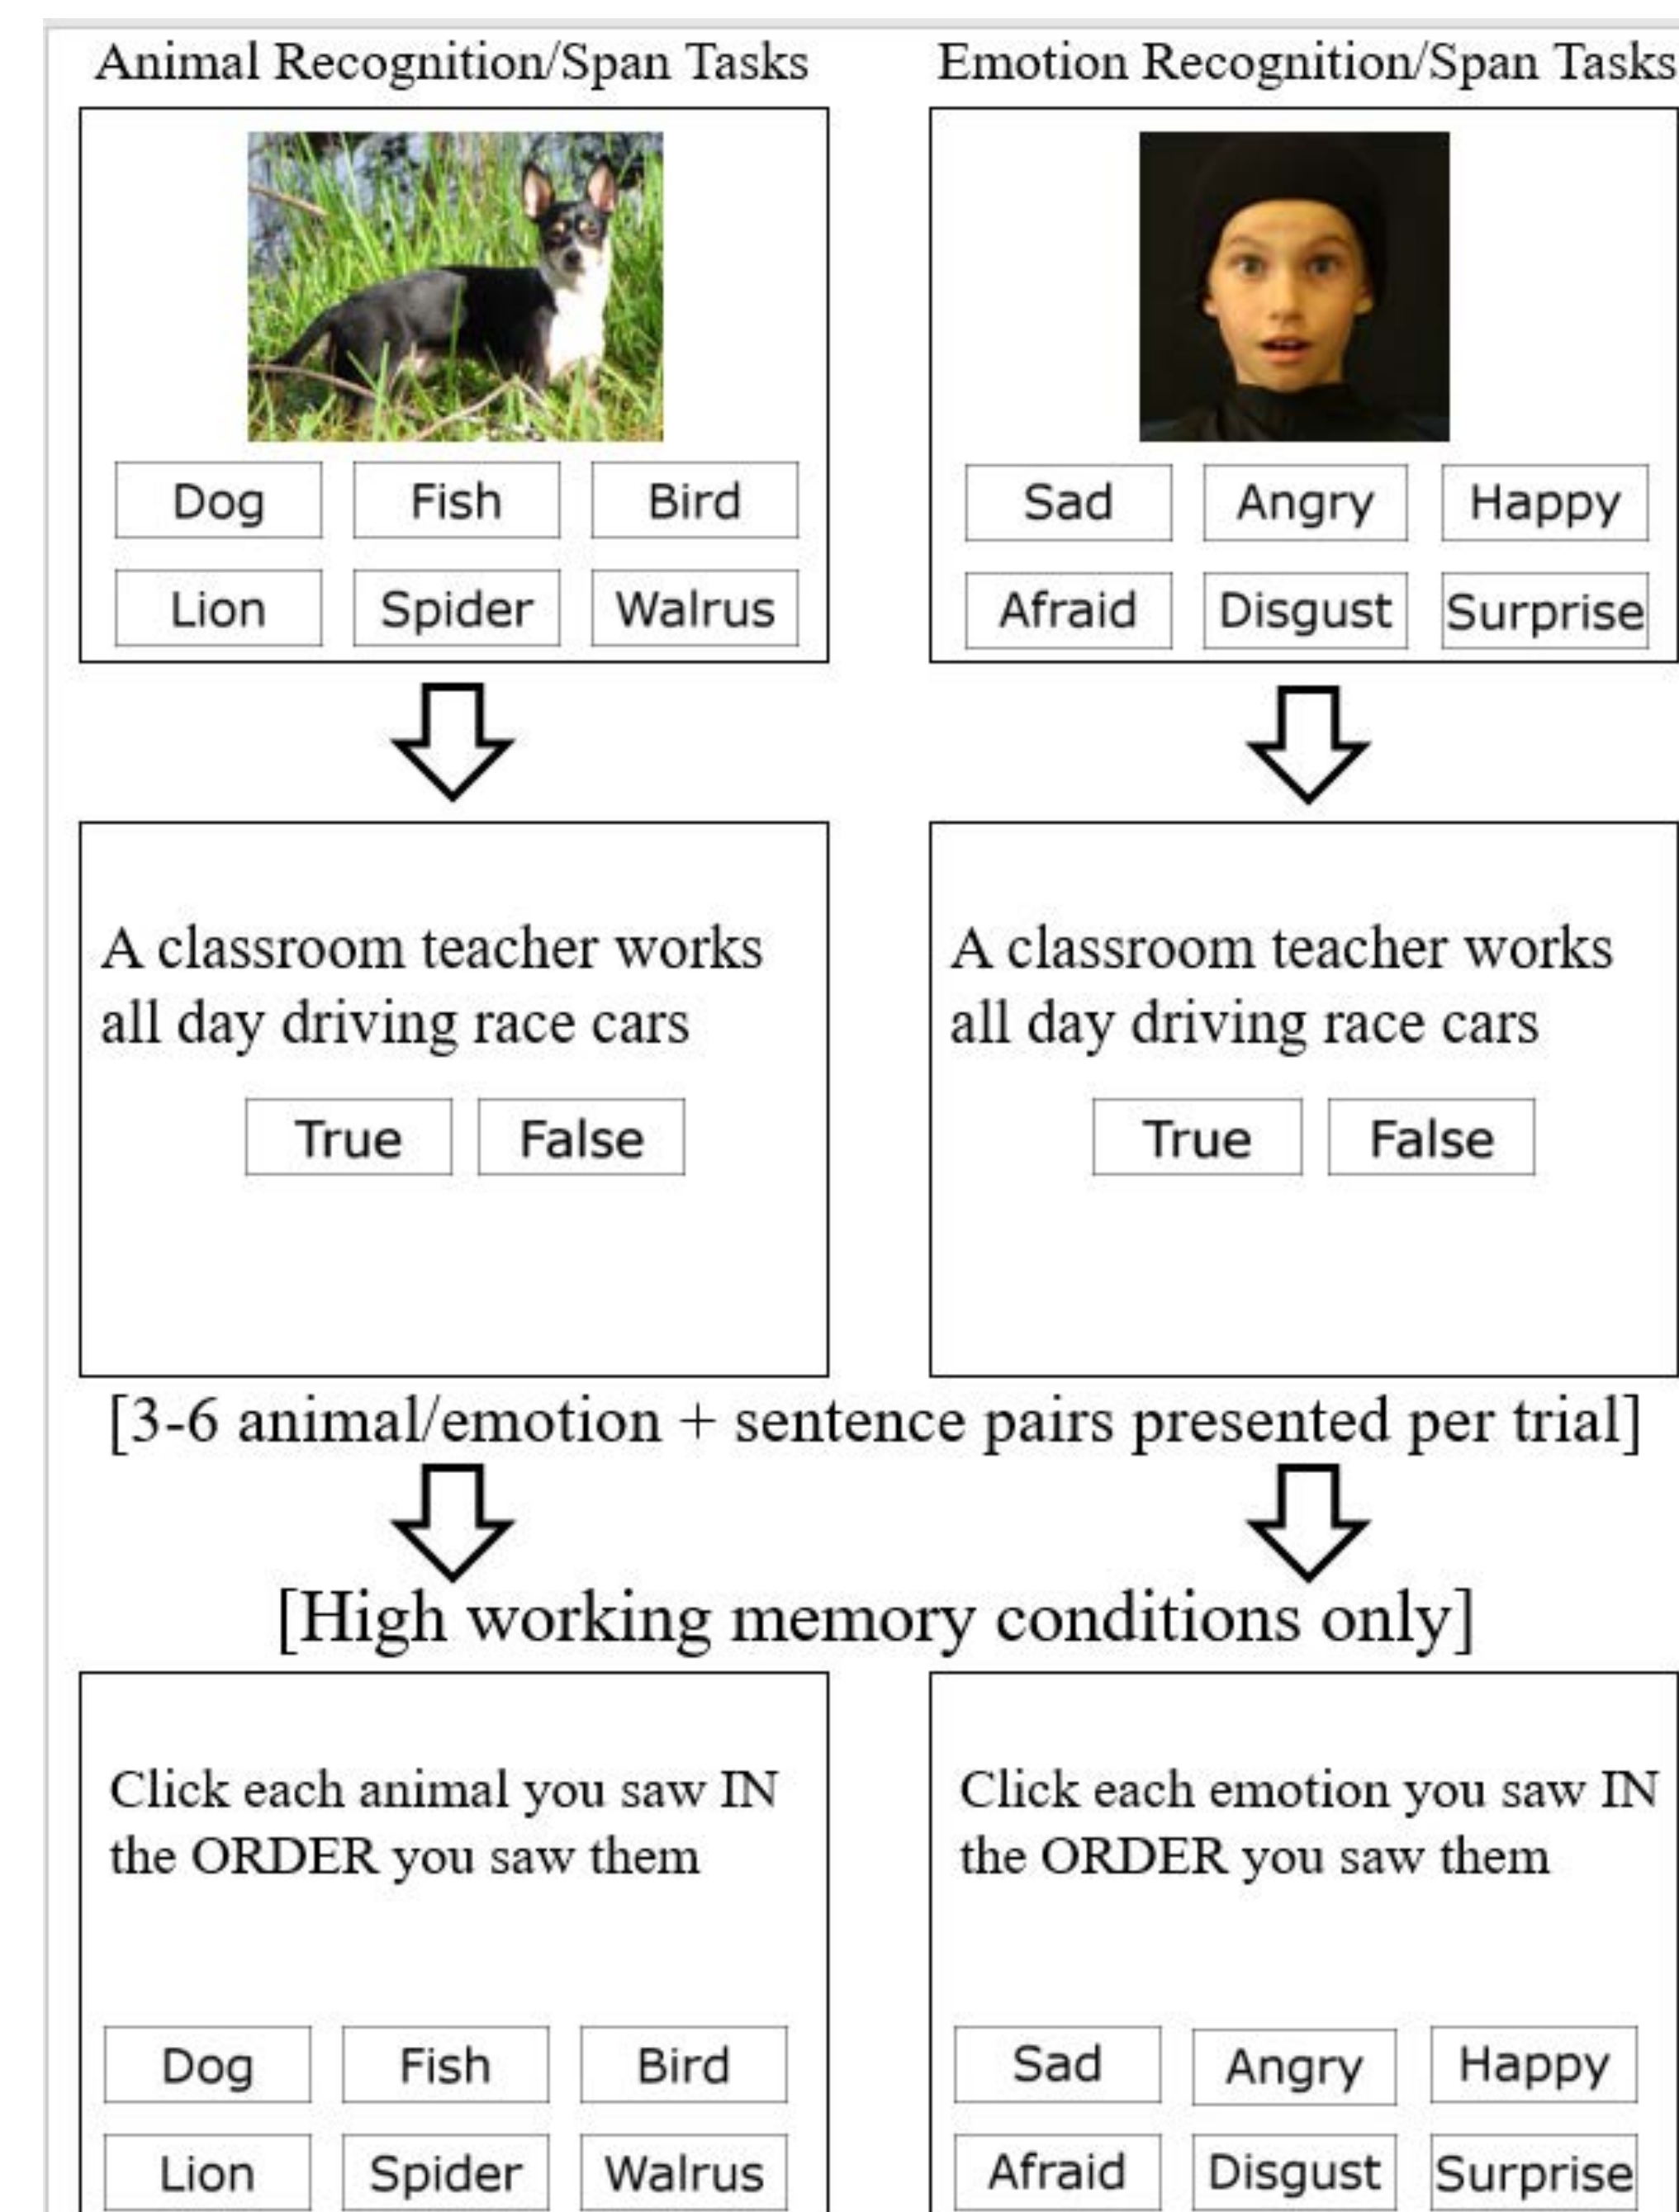 Animal Recognition/Span Tasks
Emotion Recognition/Span Tasks
Dog Fish Bird
Lion Spider Walrus
Sad Angry Happy
Afraid Disgust Surprise
A classroom teacher works
all day driving race cars
True False
A classroom teacher works
all day driving race cars
True False
[3-6 animal/emotion + sentence pairs presented per trial]
[High working memory conditions only]
Click each animal you saw IN
the ORDER you saw them
Dog Fish Bird
Lion Spider Walrus
Click each emotion you saw IN
the ORDER you saw them
Sad Angry Happy
Afraid Disgust Surprise